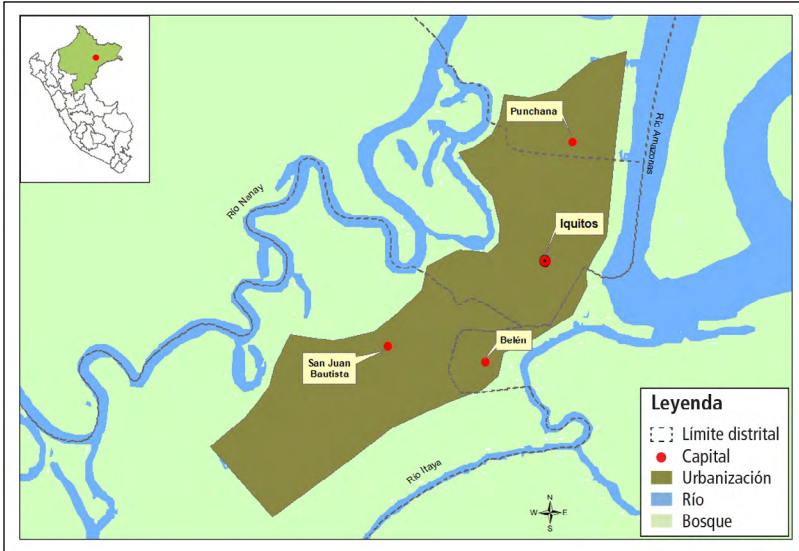 Punchana
Río Amazonas
Río Nanay
Iquitos
Belén
San Juan
Bautista
Río Itaya
Leyenda
Límite distrital
Capital
Urbanización
Río
Bosque
N
W
E
S